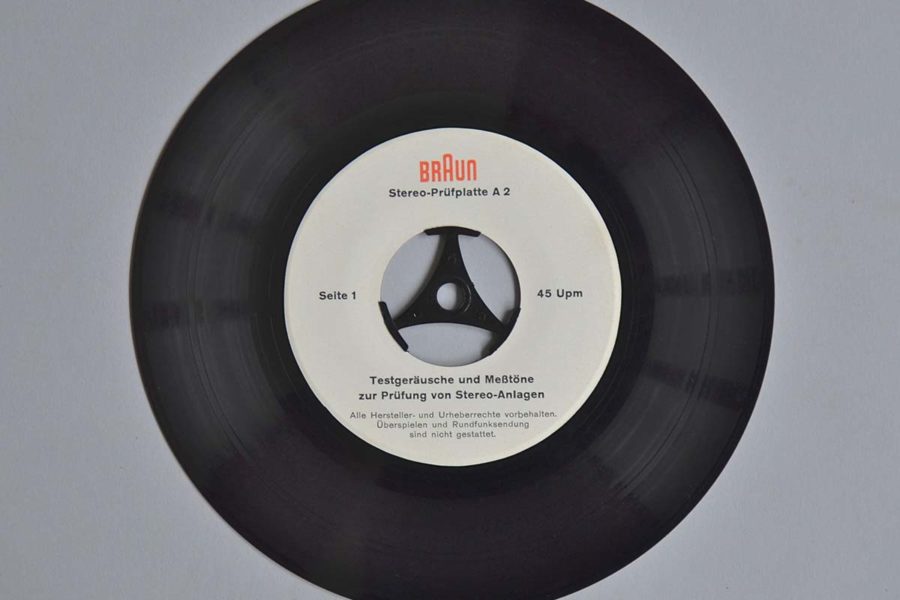 BRAUN
Stereo-Prüfplatte A 2
Seite 1
45 Upm
Testgeräusche und Meßtöne
zur Prüfung von Stereo-Anlagen
Alle Hersteller- und Urheberrechte vorbehalten.
Überspielen und Rundfunksendung
sind nicht gestattet.